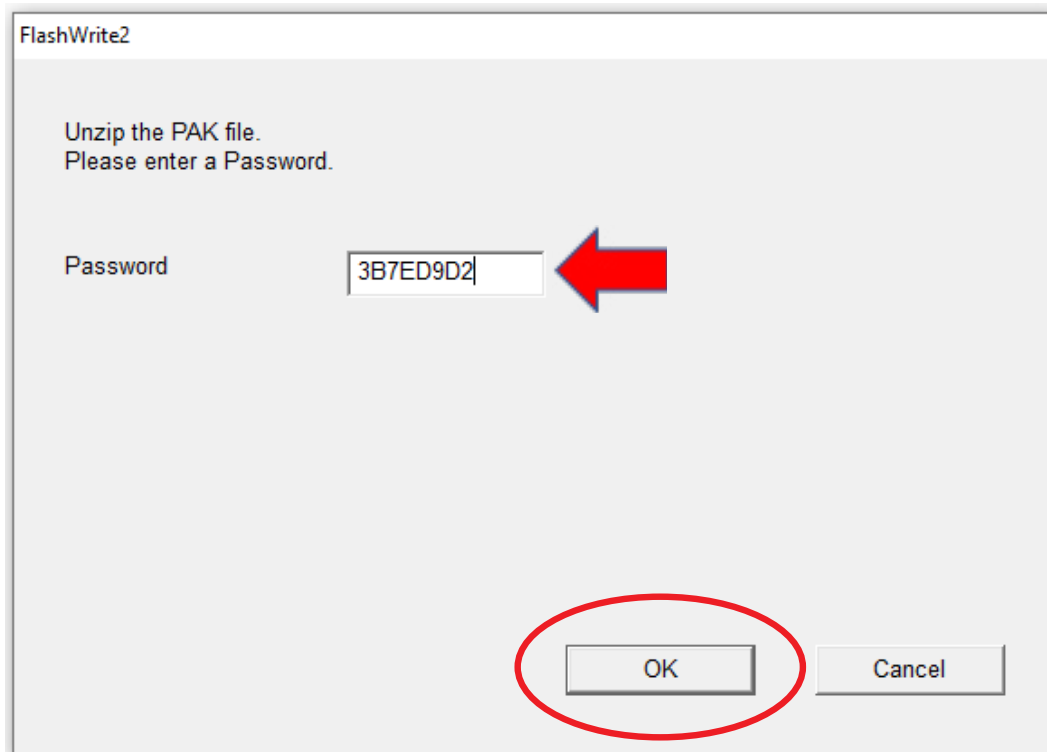 FlashWrite2
Unzip the PAK file.
Please enter a Password.
Password 3B7ED9D2
OK Cancel